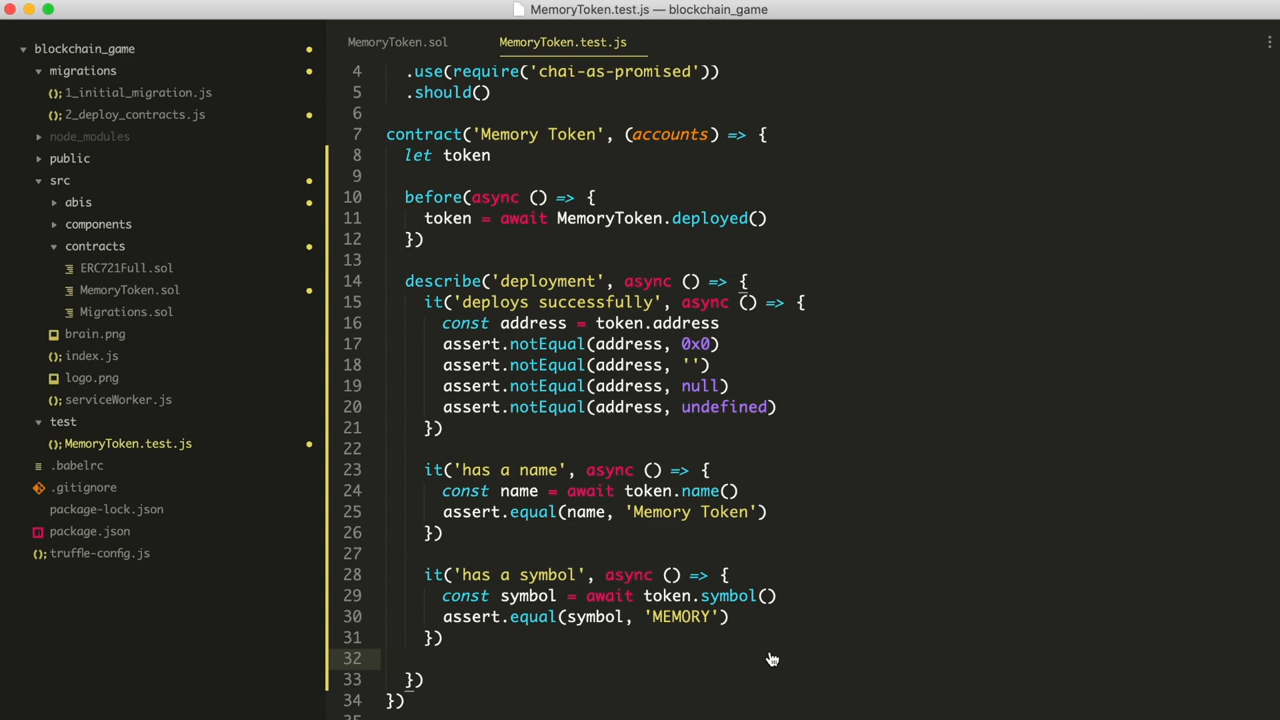 MemoryToken.test.js — blockchain_game
blockchain_game
migrations
1_initial_migration.js
2_deploy_contracts.js
node_modules
public
src
abis
components
contracts
ERC721Full.sol
MemoryToken.sol
Migrations.sol
brain.png
index.js
logo.png
serviceWorker.js
test
MemoryToken.test.js
.babelrc
.gitignore
package-lock.json
package.json
truffle-config.js
MemoryToken.sol MemoryToken.test.js
4 .use(require('chai-as-promised'))
5 .should()
6
7 contract('Memory Token', (accounts) => {
8 let token
9
10 before(async () => {
11 token = await MemoryToken.deployed()
12 })
13
14 describe('deployment', async () => {
15 it('deploys successfully', async () => {
16 const address = token.address
17 assert.notEqual(address, 0x0)
18 assert.notEqual(address, '')
19 assert.notEqual(address, null)
20 assert.notEqual(address, undefined)
21 })
22
23 it('has a name', async () => {
24 const name = await token.name()
25 assert.equal(name, 'Memory Token')
26 })
27
28 it('has a symbol', async () => {
29 const symbol = await token.symbol()
30 assert.equal(symbol, 'MEMORY')
31 })
32
33 })
34 })
35